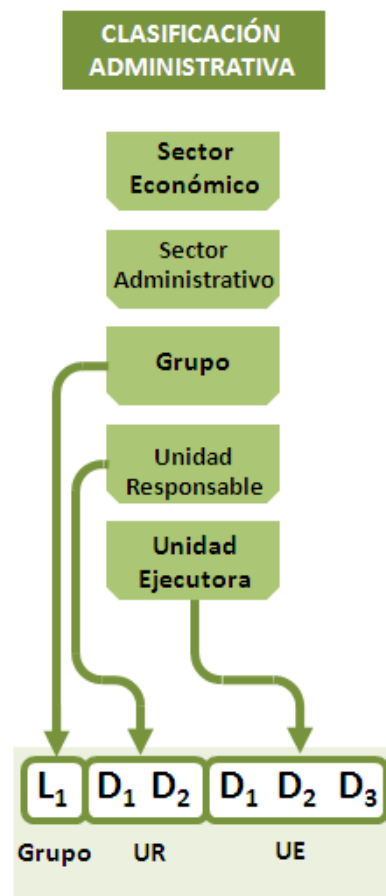 CLASIFICACIÓN
ADMINISTRATIVA
Sector
Económico
Sector
Administrativo
Grupo
Unidad
Responsable
Unidad
Ejecutora
L₁ D₁ D₂ D₁ D₂ D₃
Grupo UR UE